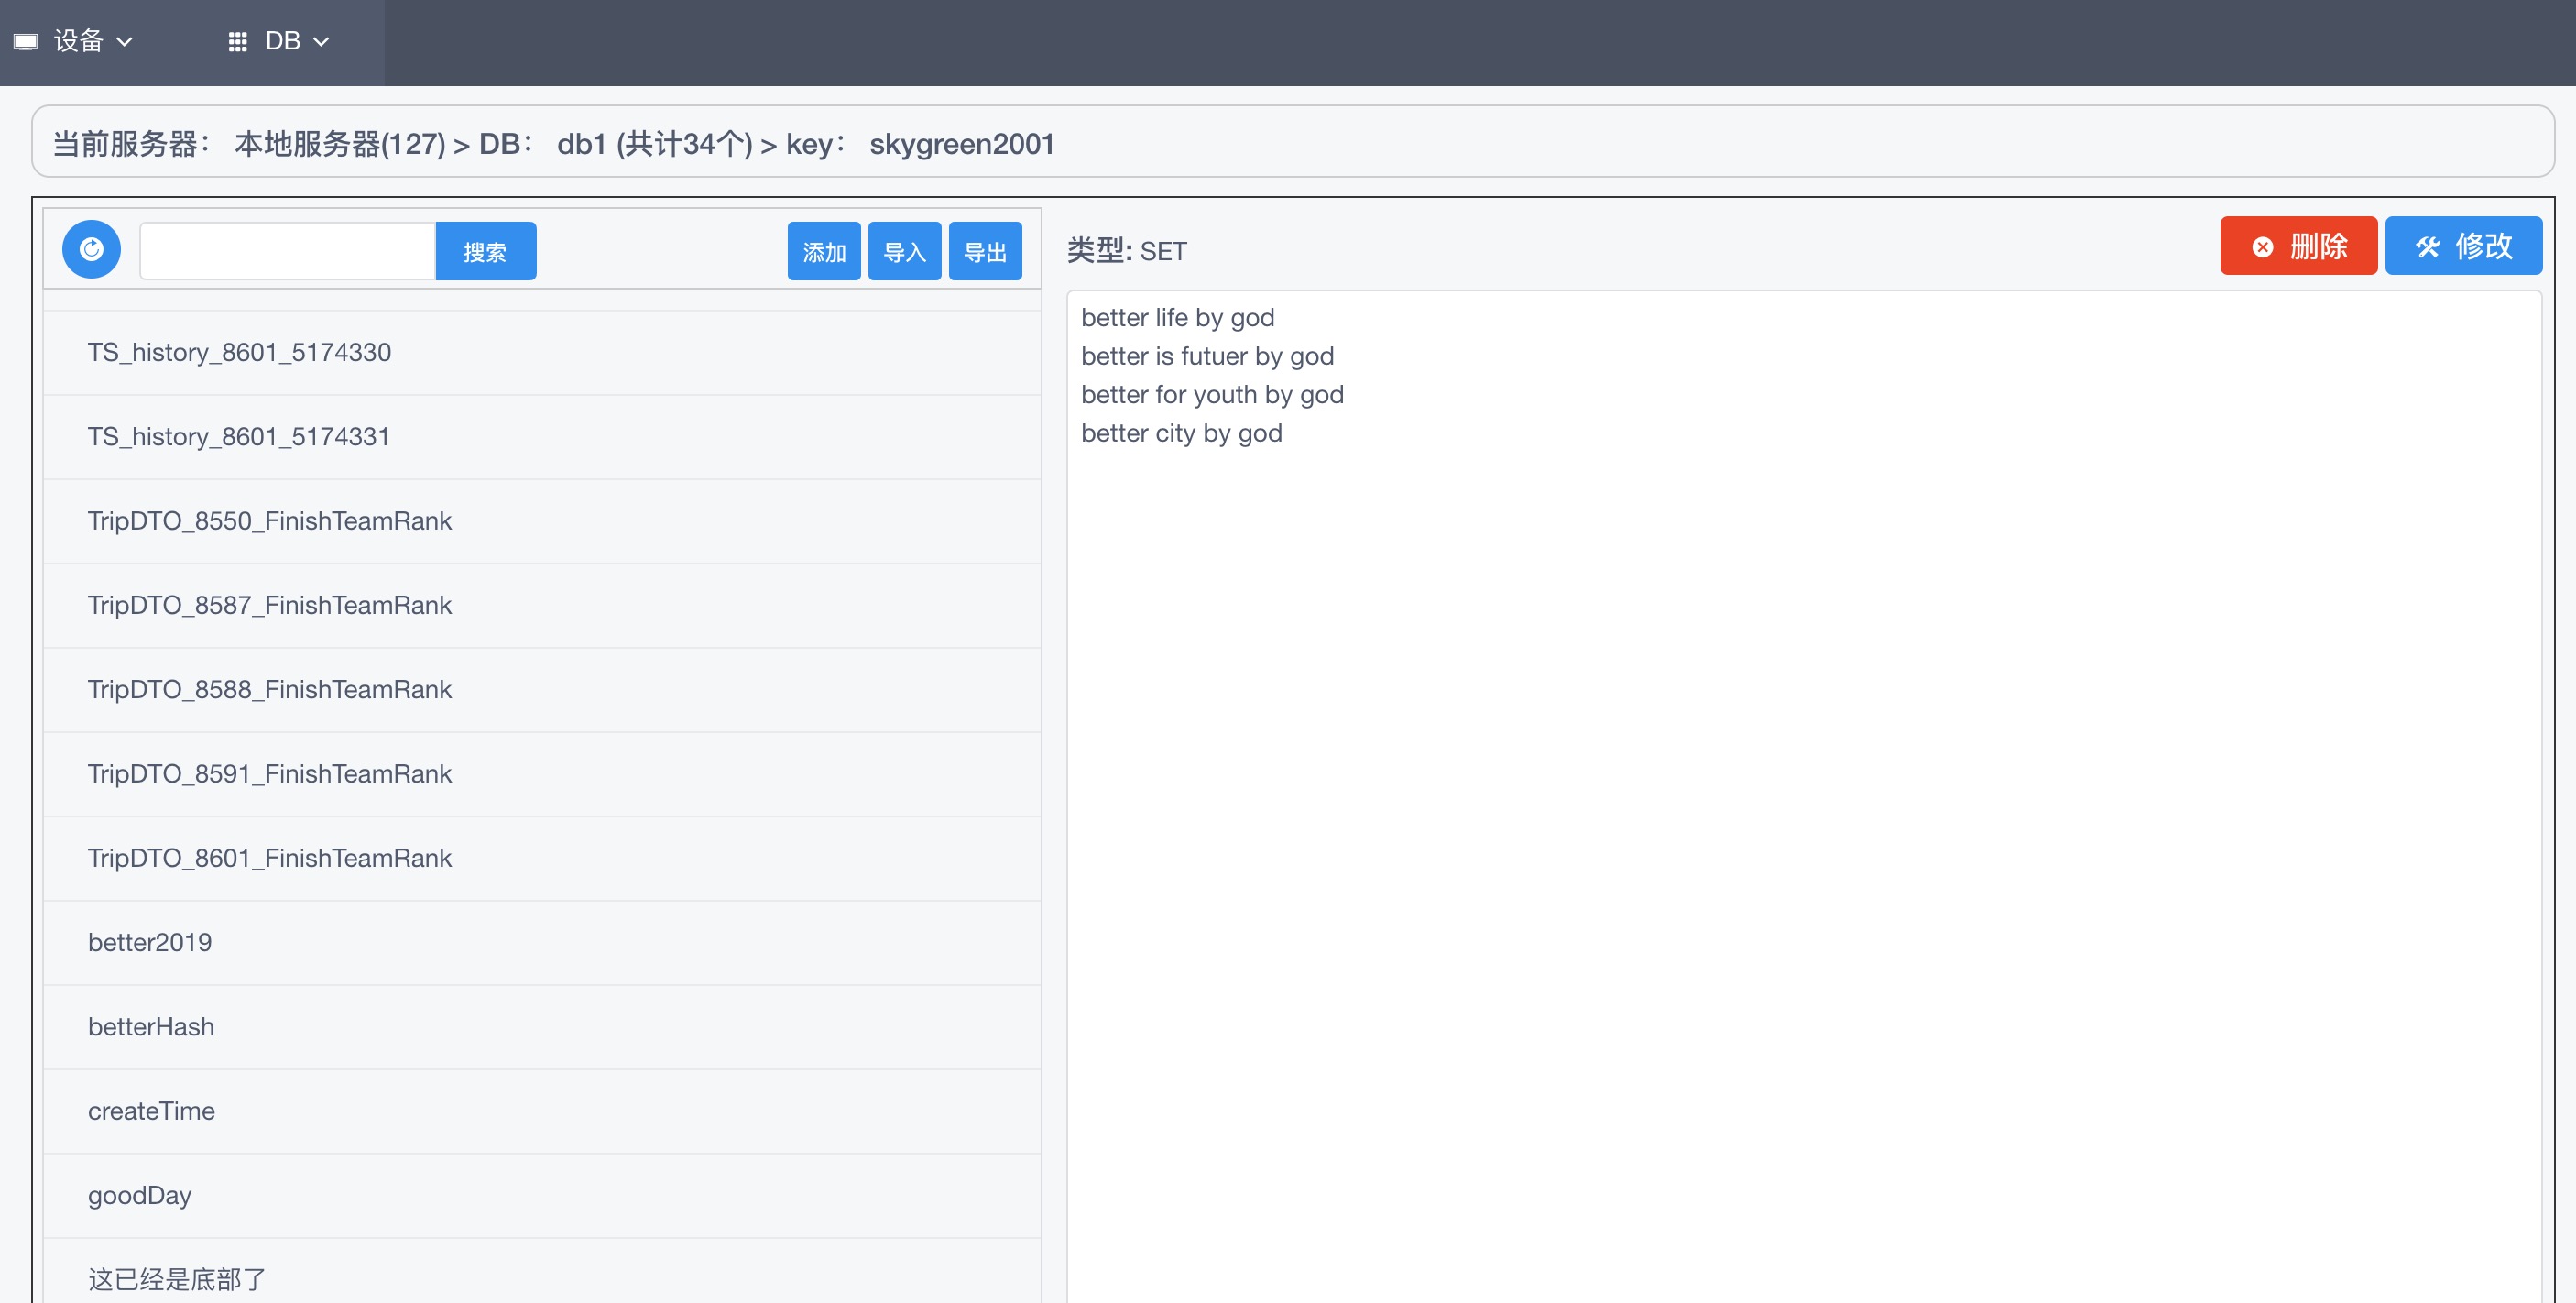 设备
DB
当前服务器： 本地服务器(127) > DB： db1 (共计34个) > key： skygreen2001
搜索
添加
导入
导出
TS_history_8601_5174330
TS_history_8601_5174331
TripDTO_8550_FinishTeamRank
TripDTO_8587_FinishTeamRank
TripDTO_8588_FinishTeamRank
TripDTO_8591_FinishTeamRank
TripDTO_8601_FinishTeamRank
better2019
betterHash
createTime
goodDay
这已经是底部了
类型: SET
删除
修改
better life by god
better is futuer by god
better for youth by god
better city by god